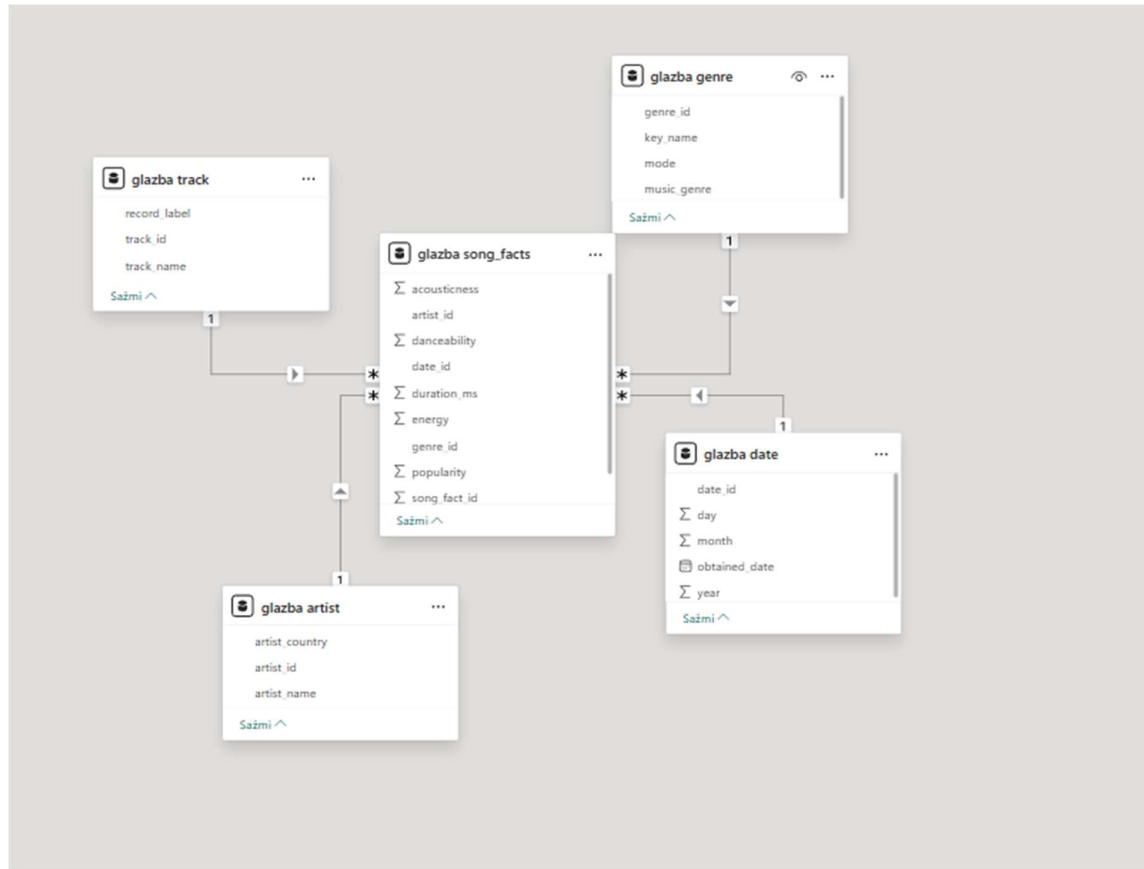 glazba genre
genre_id
key_name
mode
music_genre
Sažmi
1
glazba track
record_label
track_id
track_name
Sažmi
1
glazba song_facts
acousticness
artist_id
danceability
date_id
duration_ms
energy
genre_id
popularity
song_fact_id
Sažmi
*
*
*
*
1
glazba date
date_id
day
month
obtained_date
year
Sažmi
1
glazba artist
artist_country
artist_id
artist_name
Sažmi